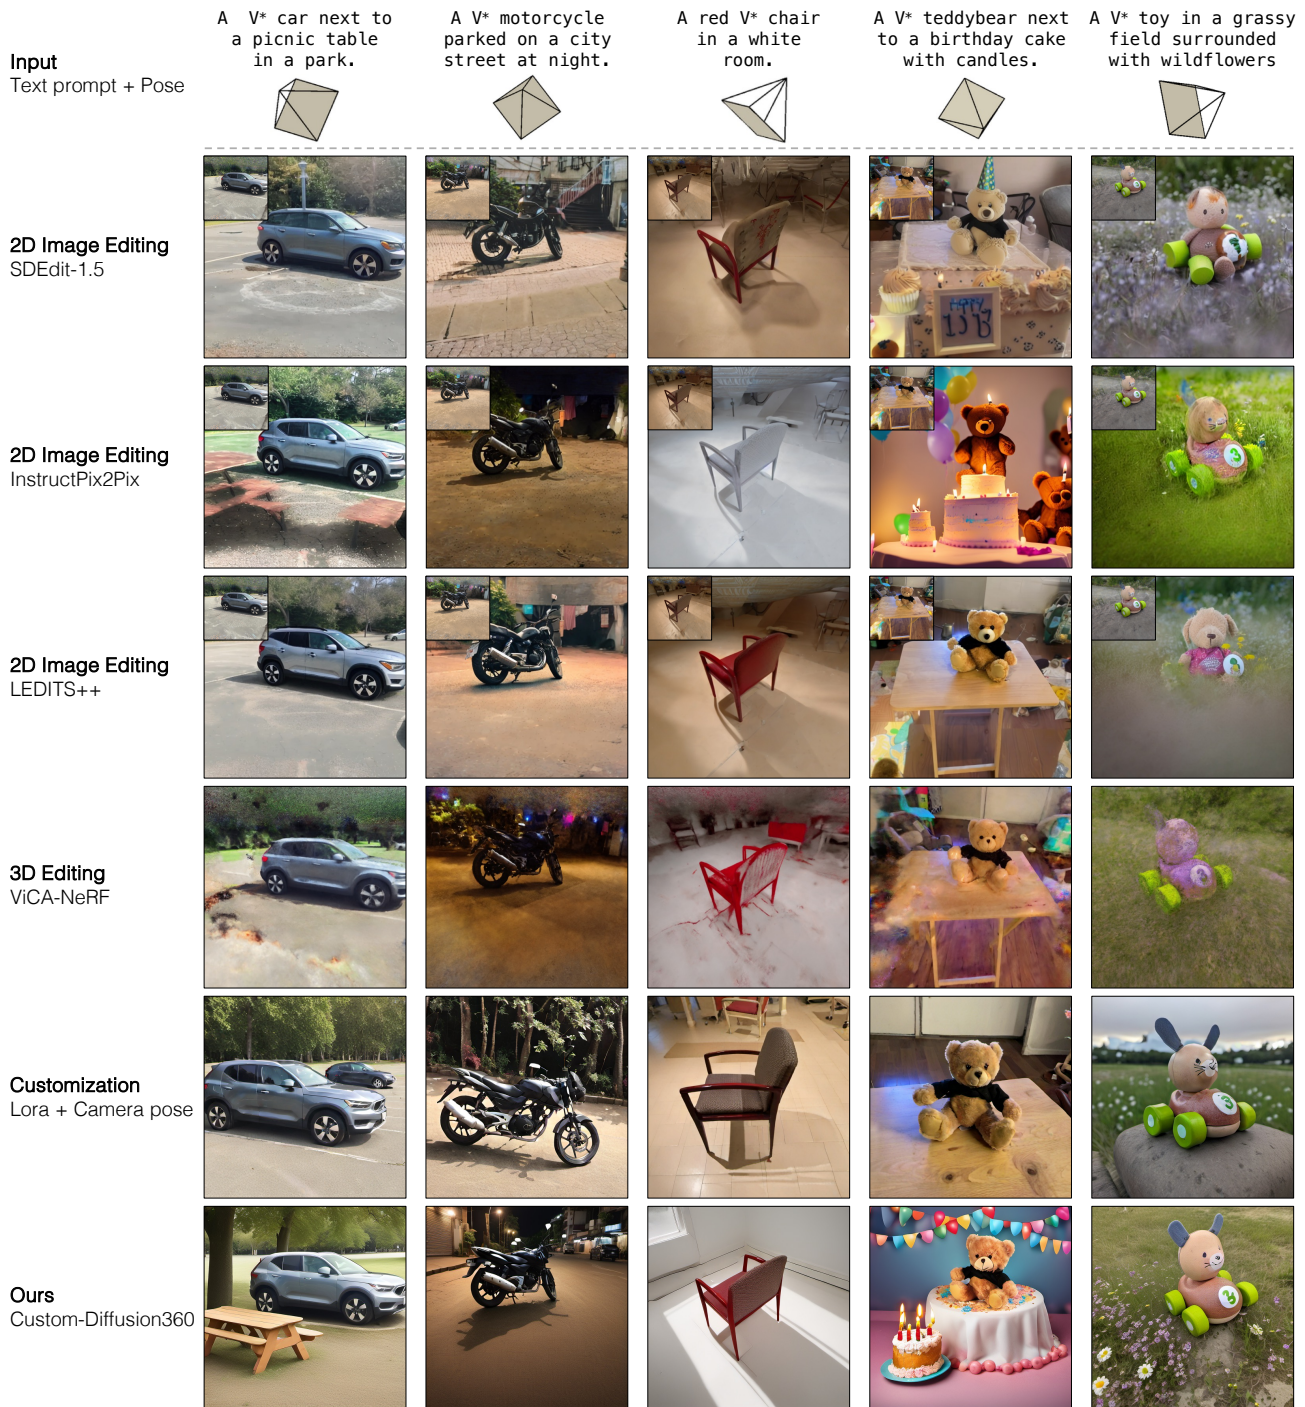 A V* car next to
a picnic table
in a park.
A V* motorcycle
parked on a city
street at night.
A red V* chair
in a white
room.
A V* teddybear next
to a birthday cake
with candles.
A V* toy in a grassy
field surrounded
with wildflowers
Input
Text prompt + Pose
2D Image Editing
SDEdit-1.5
2D Image Editing
InstructPix2Pix
2D Image Editing
LEDITS++
3D Editing
ViCA-NeRF
Customization
Lora + Camera pose
Ours
Custom-Diffusion360